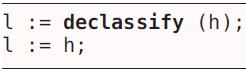 l := declassify (h);
l := h;